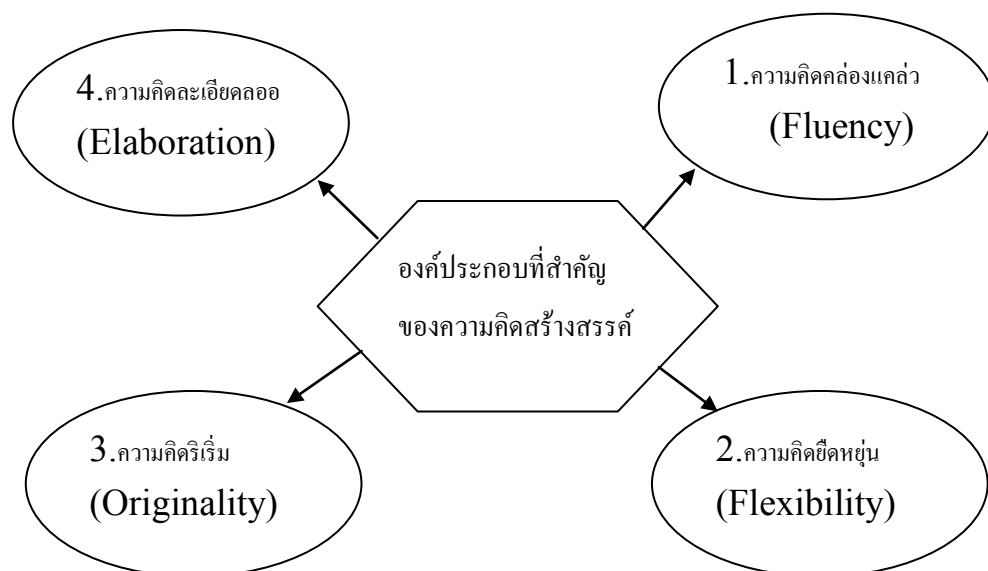 4.ความคิดละเอียดลออ
(Elaboration)
1.ความคิดคล่องแคล่ว
(Fluency)
องค์ประกอบที่สำคัญ
ของความคิดสร้างสรรค์
3.ความคิดริเริ่ม
(Originality)
2.ความคิดยืดหยุ่น
(Flexibility)